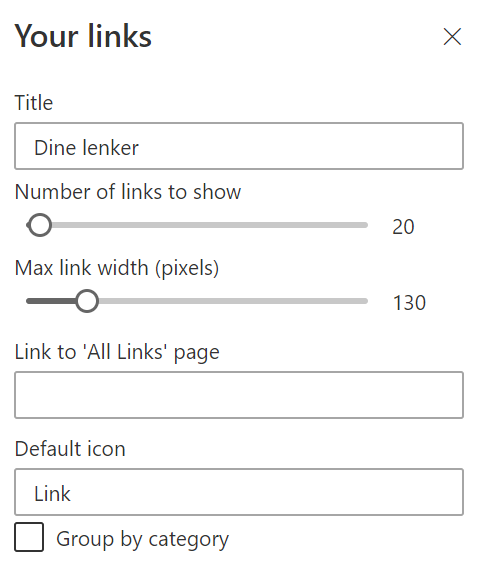 Your links
Title
Dine lenker
Number of links to show
20
Max link width (pixels)
130
Link to 'All Links' page
Default icon
Link
Group by category